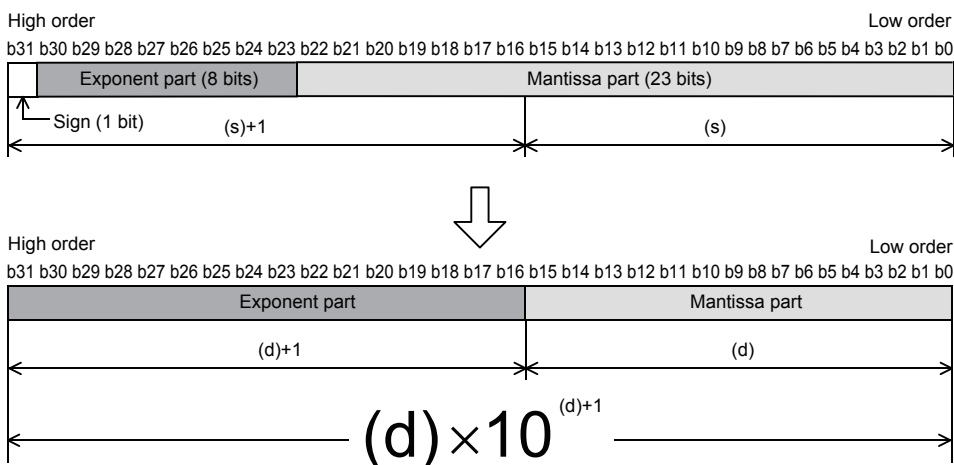 High order Low order
b31 b30 b29 b28 b27 b26 b25 b24 b23 b22 b21 b20 b19 b18 b17 b16 b15 b14 b13 b12 b11 b10 b9 b8 b7 b6 b5 b4 b3 b2 b1 b0
Exponent part (8 bits) Mantissa part (23 bits)
Sign (1 bit) (s)+1 (s)
High order Low order
b31 b30 b29 b28 b27 b26 b25 b24 b23 b22 b21 b20 b19 b18 b17 b16 b15 b14 b13 b12 b11 b10 b9 b8 b7 b6 b5 b4 b3 b2 b1 b0
Exponent part Mantissa part
(d)+1 (d)
(d)×10 (d)+1